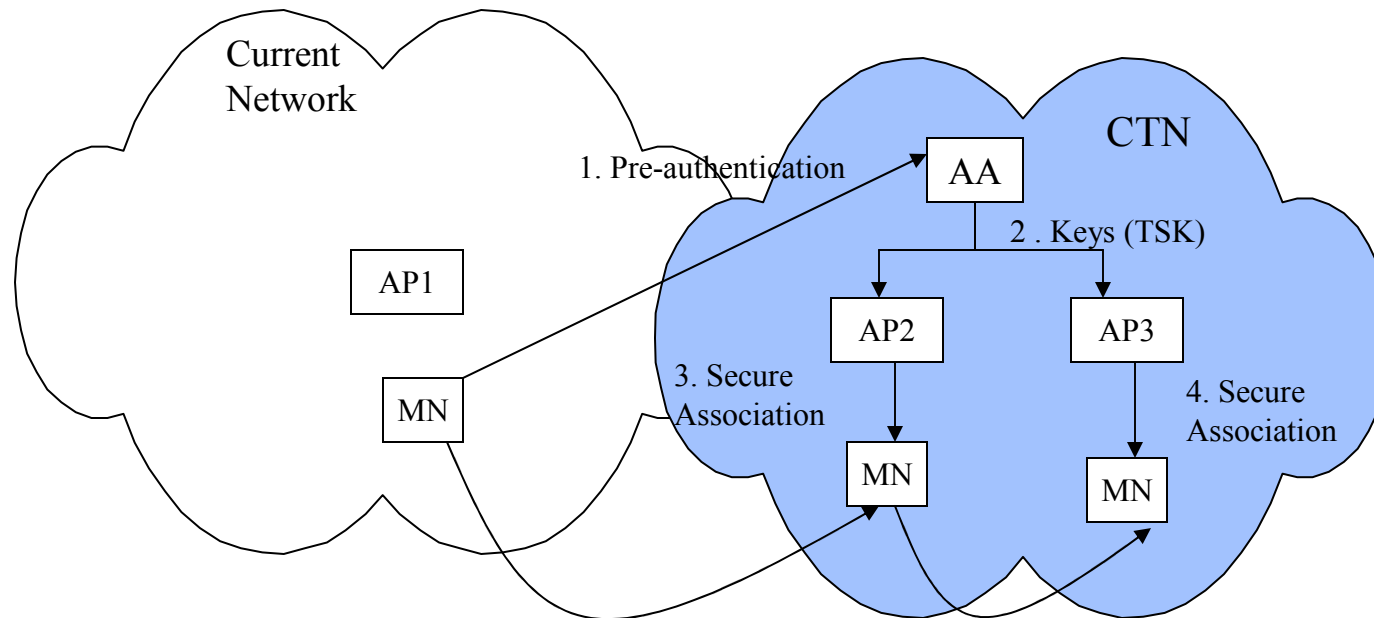 Current
Network
CTN
1. Pre-authentication
AA
2 . Keys (TSK)
AP1
AP2
AP3
MN
3. Secure
Association
4. Secure
Association
MN
MN